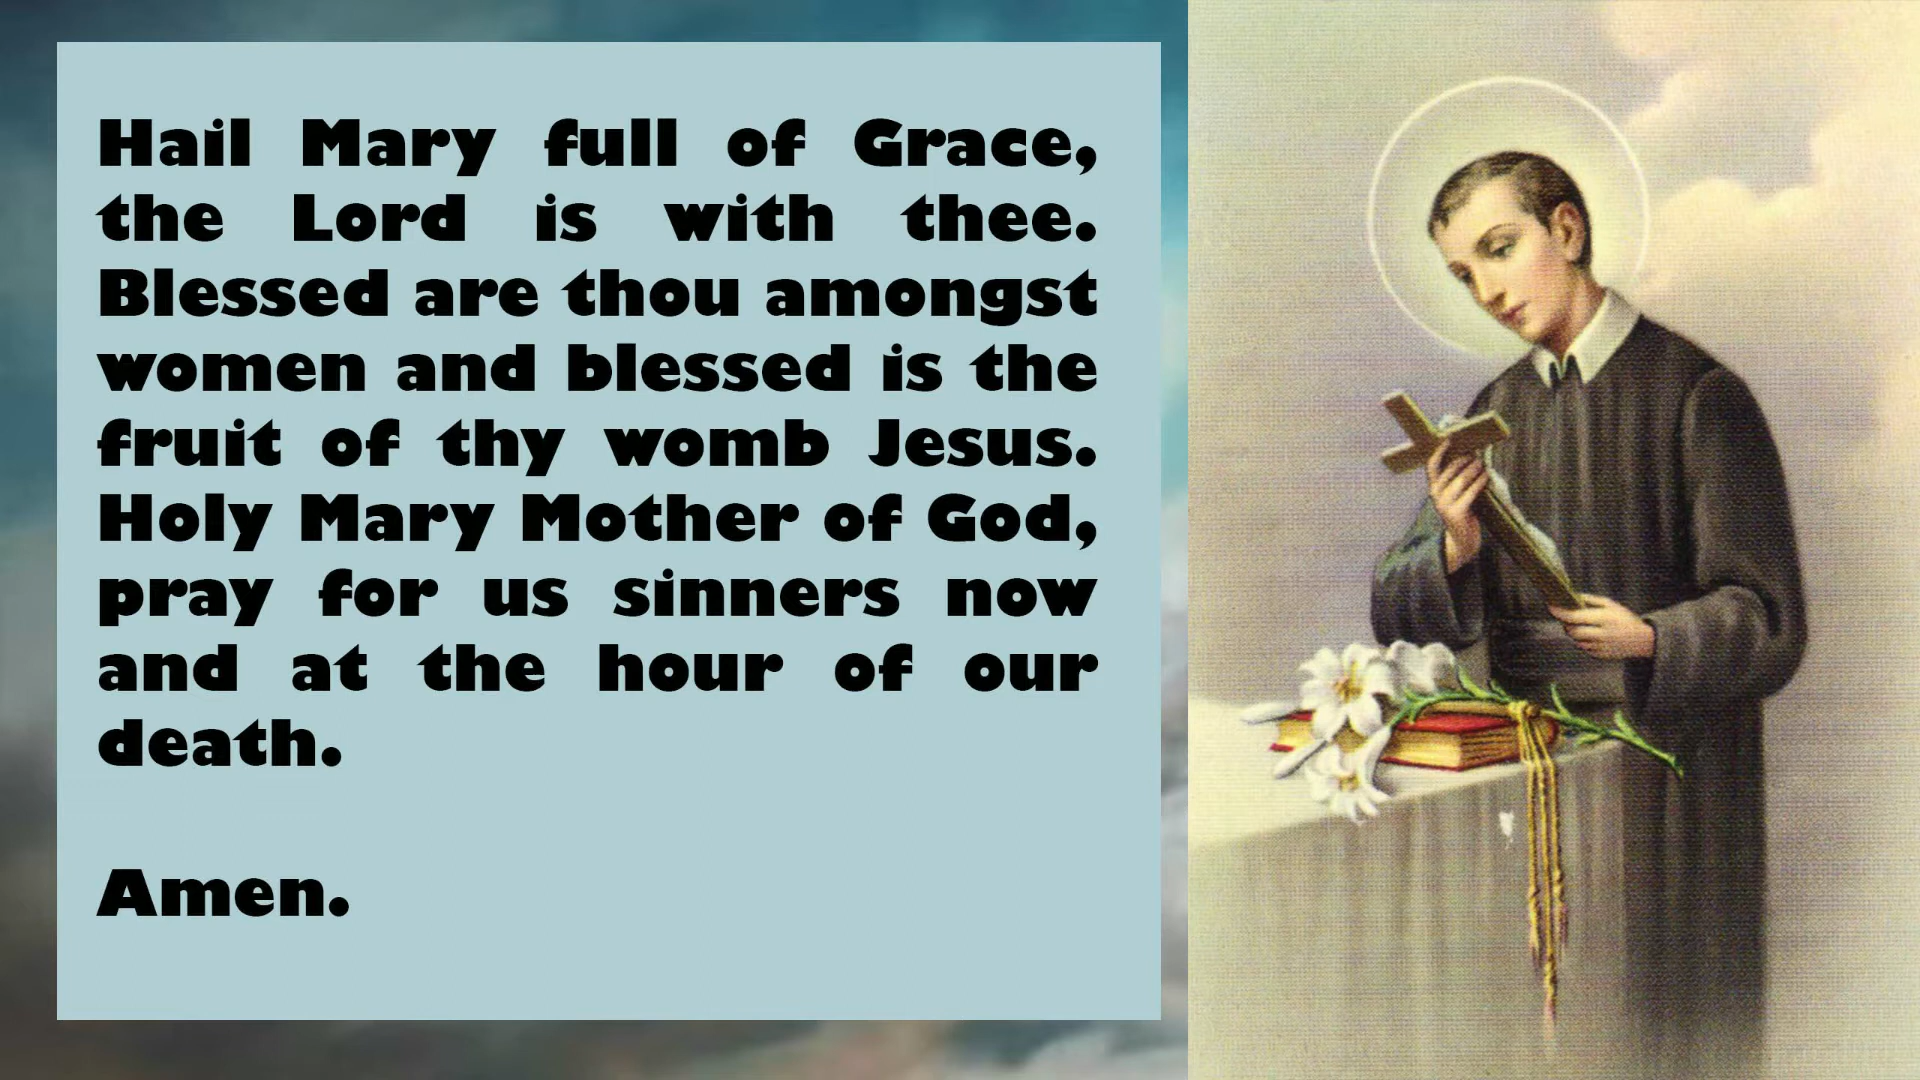 Hail Mary full of Grace,
the Lord is with thee.
Blessed are thou amongst
women and blessed is the
fruit of thy womb Jesus.
Holy Mary Mother of God,
pray for us sinners now
and at the hour of our
death.
Amen.